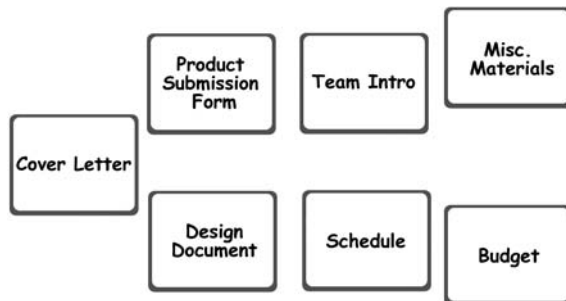 Cover Letter
Product
Submission
Form
Team Intro
Misc.
Materials
Design
Document
Schedule
Budget